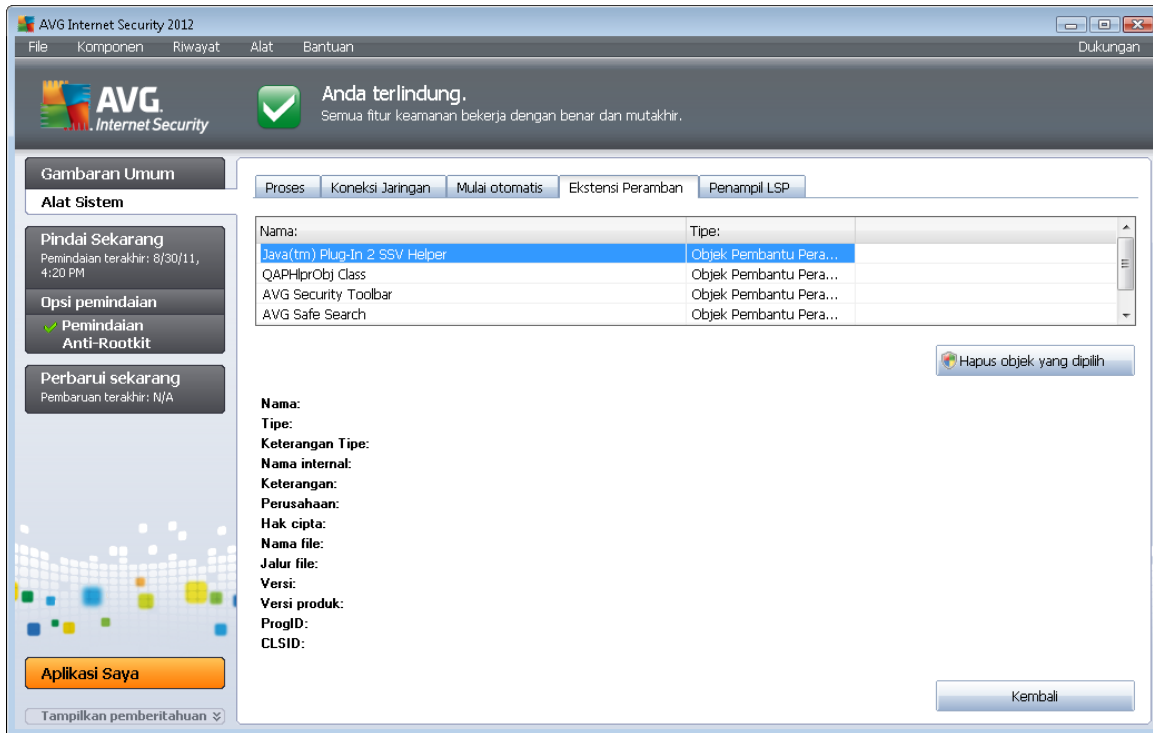 AVG Internet Security 2012
File Komponen Riwayat Alat Bantuan Dukungan
AVG.
Internet Security
Anda terlindung.
Semua fitur keamanan bekerja dengan benar dan mutakhir.
Gambaran Umum
Alat Sistem
Pindai Sekarang
Pemindaian terakhir: 8/30/11,
4:20 PM
Opsi pemindaian
Pemindaian
Anti-Rootkit
Perbarui sekarang
Pembaruan terakhir: N/A
Aplikasi Saya
Tampilkan pemberitahuan
Proses Koneksi Jaringan Mulai otomatis Ekstensi Peramban Penampil LSP
Nama: Tipe:
Java(tm) Plug-In 2 SSV Helper Objek Pembantu Pera...
QAPHlprObj Class Objek Pembantu Pera...
AVG Security Toolbar Objek Pembantu Pera...
AVG Safe Search Objek Pembantu Pera...
Hapus objek yang dipilih
Nama:
Tipe:
Keterangan Tipe:
Nama internal:
Keterangan:
Perusahaan:
Hak cipta:
Nama file:
Jalur file:
Versi:
Versi produk:
ProgID:
CLSID:
Kembali